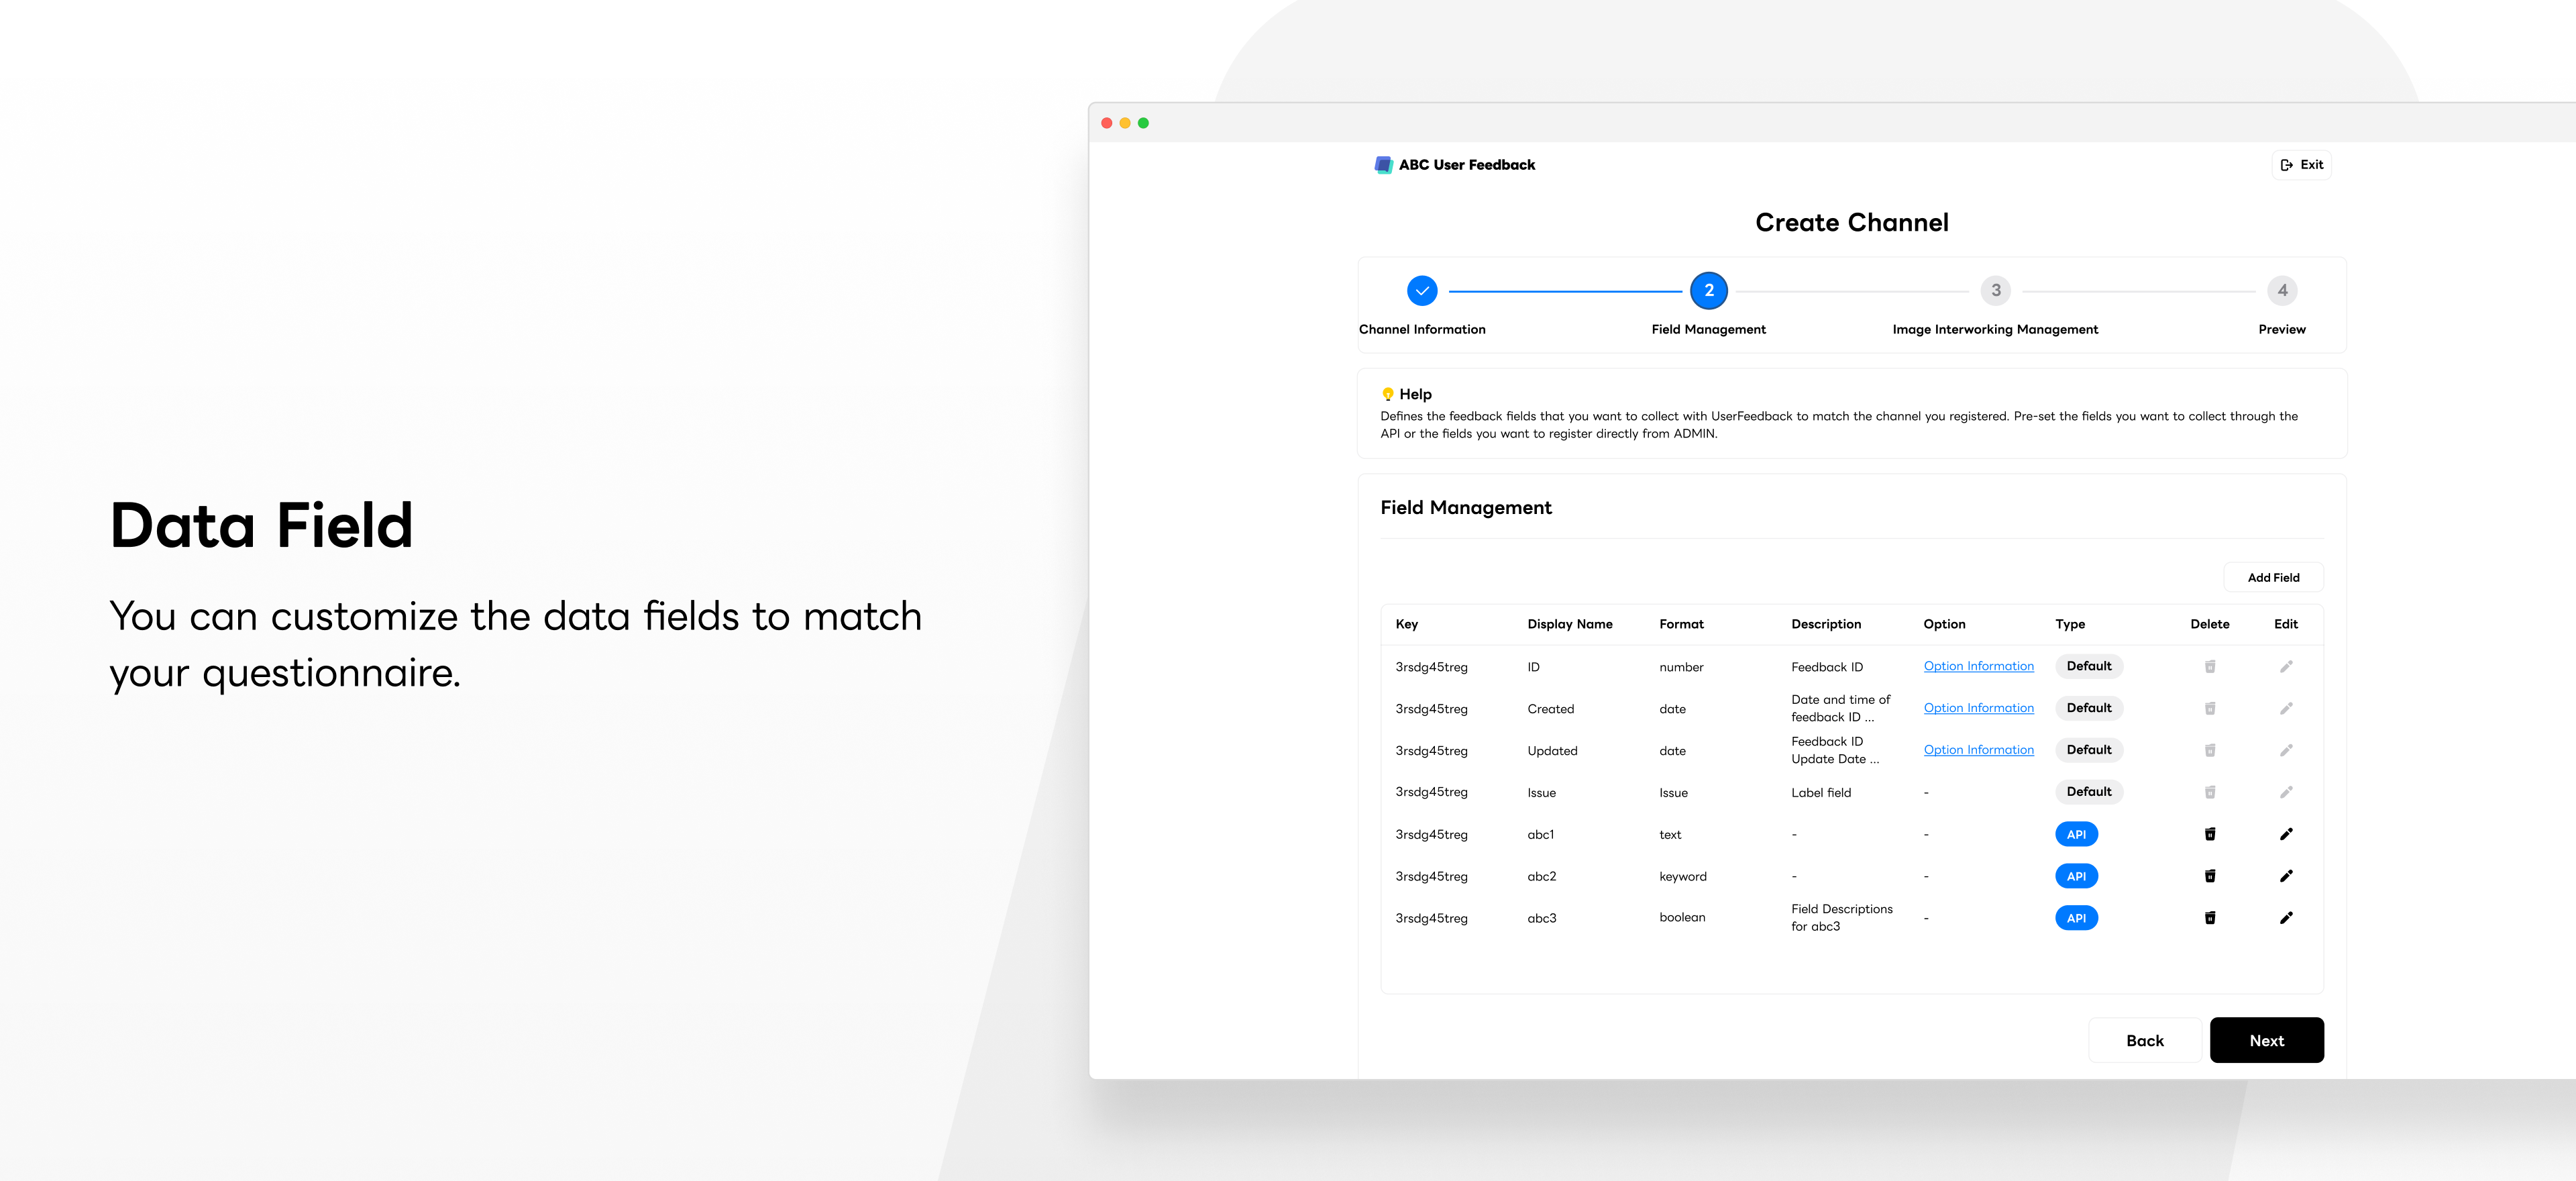 Data Field
You can customize the data fields to match
your questionnaire.
ABC User Feedback
Exit
Create Channel
2
3
4
Channel Information
Field Management
Image Interworking Management
Preview
Help
Defines the feedback fields that you want to collect with UserFeedback to match the channel you registered. Pre-set the fields you want to collect through the
API or the fields you want to register directly from ADMIN.
Field Management
Add Field
Key Display Name Format Description Option Type Delete Edit
3rsdg45treg ID number Feedback ID Option Information Default
3rsdg45treg Created date Date and time of
feedback ID ... Option Information Default
3rsdg45treg Updated date Feedback ID
Update Date ... Option Information Default
3rsdg45treg Issue Issue Label field - Default
3rsdg45treg abc1 text - - API
3rsdg45treg abc2 keyword - - API
3rsdg45treg abc3 boolean Field Descriptions
for abc3 - API
Back
Next